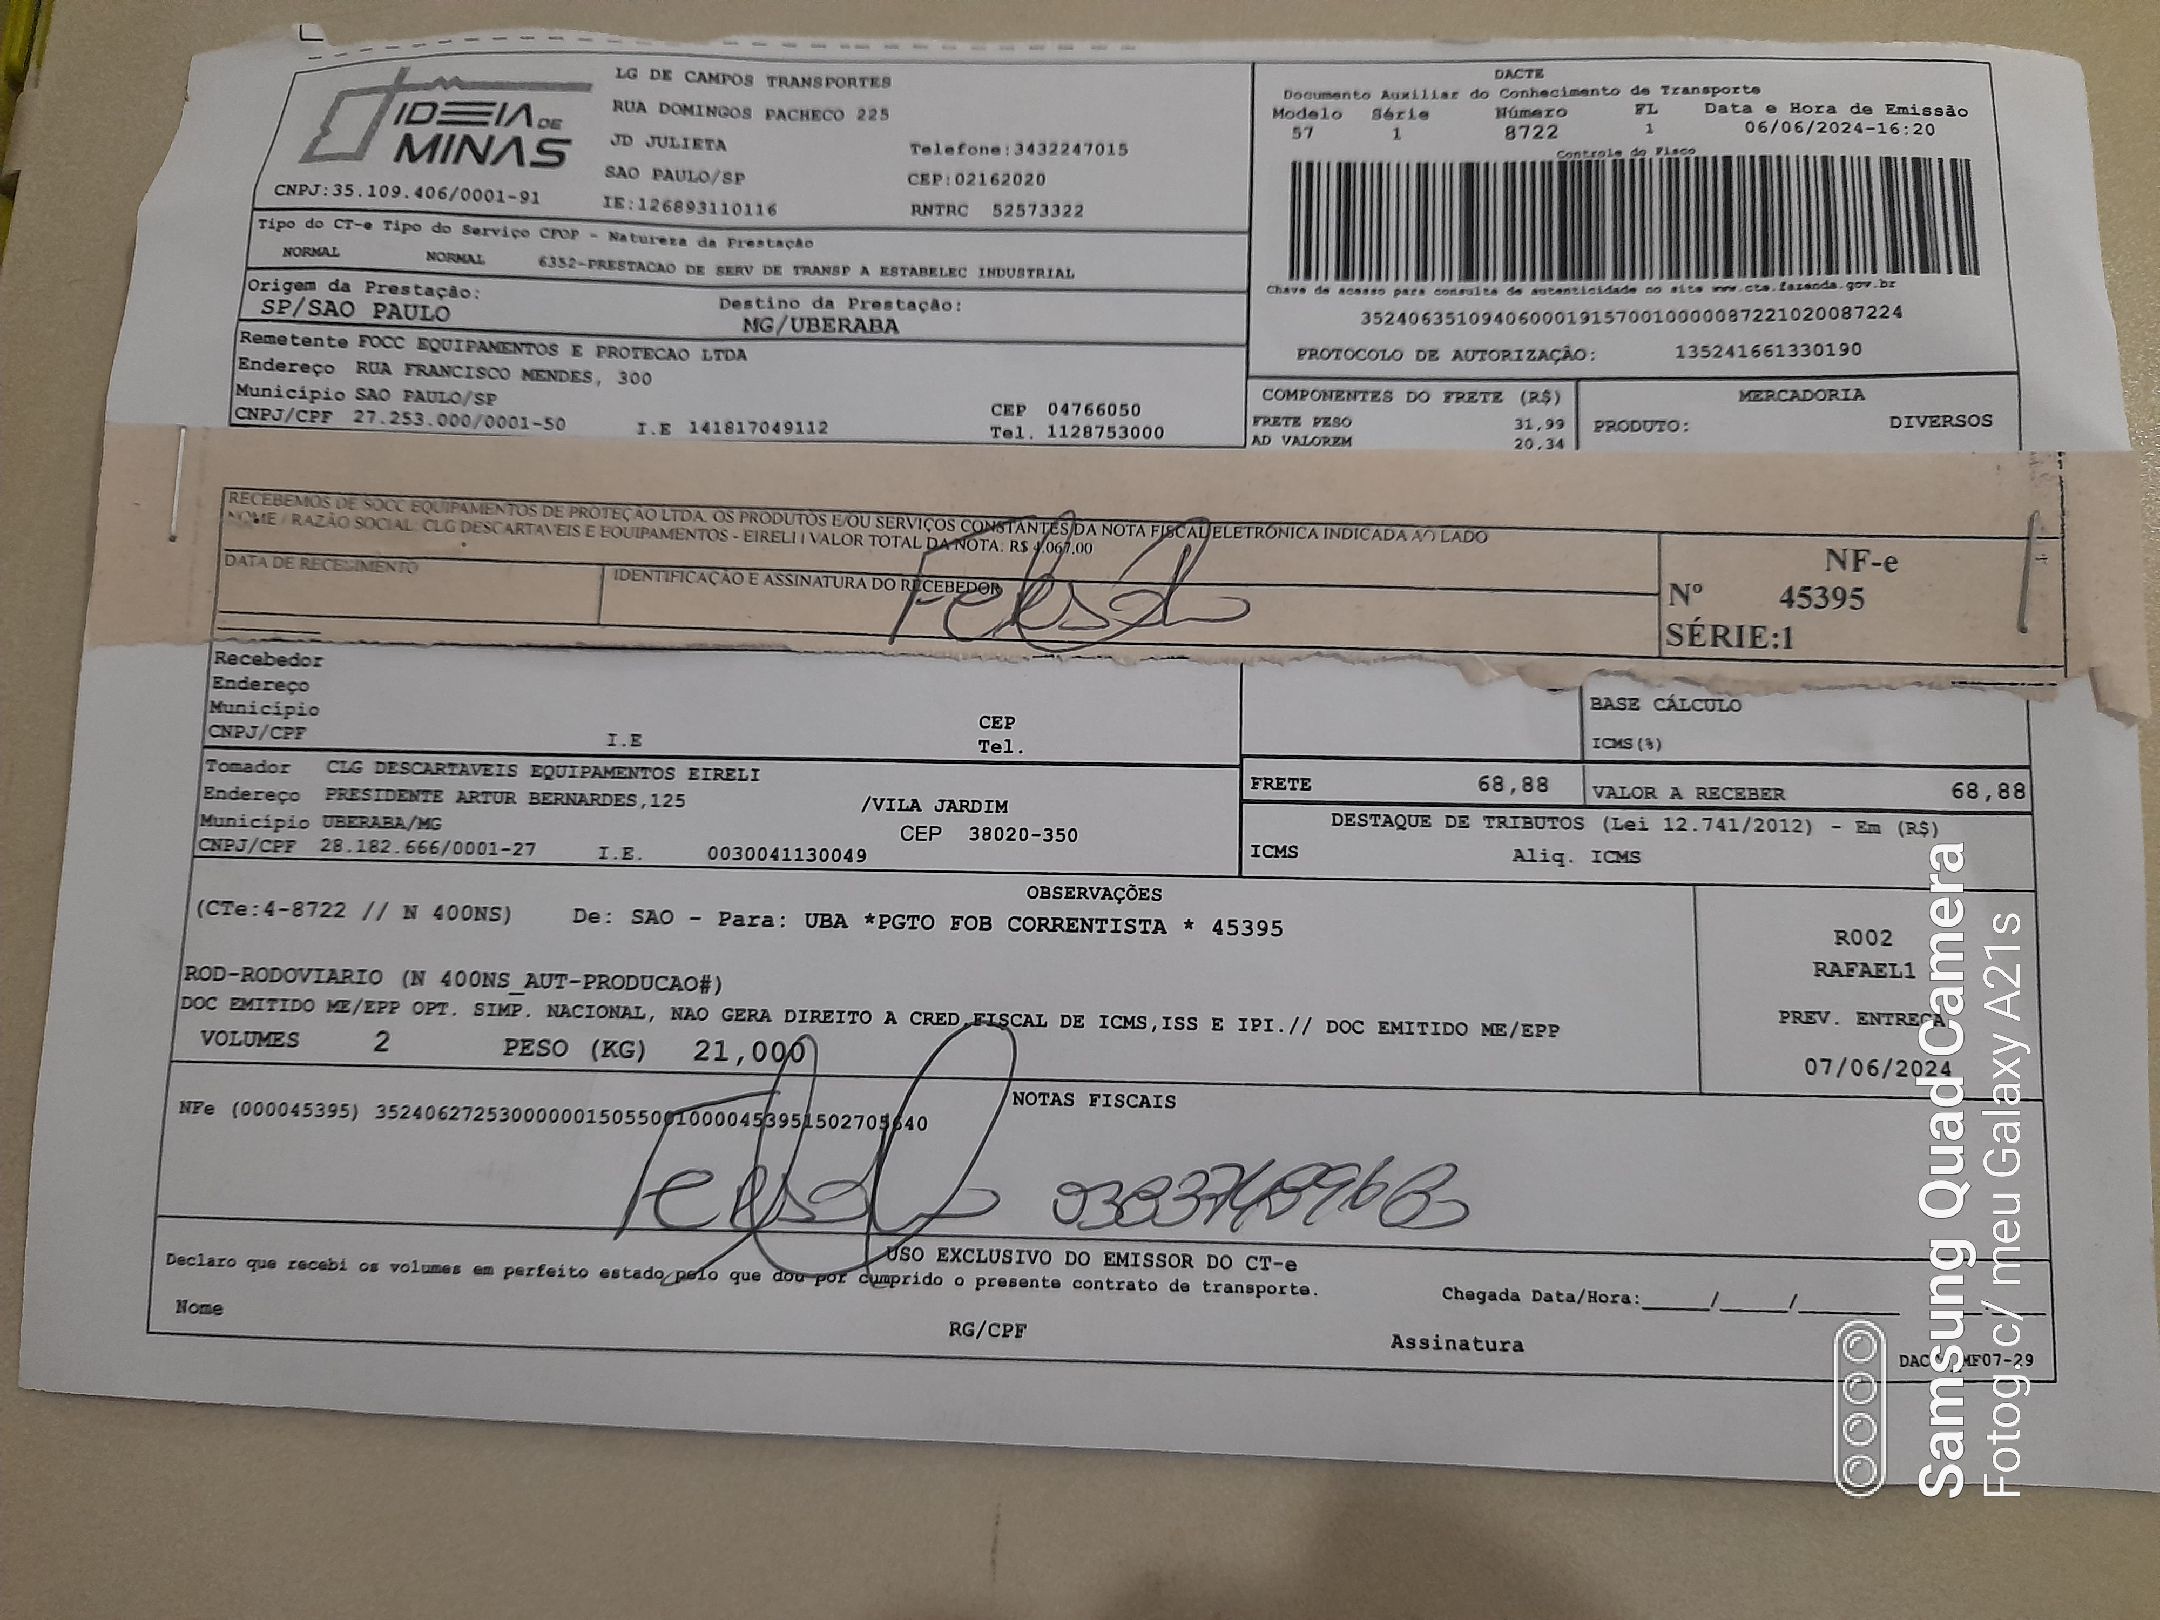 IDEIA DE
MINAS
CNPJ:35.109.406/0001-91
LG DE CAMPOS TRANSPORTES
RUA DOMINGOS PACHECO 225
JD JULIETA
Telefone:3432247015
SAO PAULO/SP
CEP:02162020
IE:126893110116
RNTRC 52573322
DACTE
Documento Auxiliar do Conhecimento de Transporte
Modelo Série Número FL Data e Hora de Emissão
57 1 8722 1 06/06/2024-16:20
Controle do Fisco
Chave de acesso para consulta de autenticidade no site www.cte.fazenda.gov.br
35240635109406000191570010000087221020087224
PROTOCOLO DE AUTORIZAÇÃO: 135241661330190
Tipo do CT-e Tipo do Serviço CFOP - Natureza da Prestação
NORMAL NORMAL 6352-PRESTACAO DE SERV DE TRANSP A ESTABELEC INDUSTRIAL
Origem da Prestação: Destino da Prestação:
SP/SAO PAULO MG/UBERABA
Remetente FOCC EQUIPAMENTOS E PROTECAO LTDA
Endereço RUA FRANCISCO MENDES, 300
Município SAO PAULO/SP
CEP 04766050
CNPJ/CPF 27.253.000/0001-50 I.E 141817049112 Tel. 1128753000
COMPONENTES DO FRETE (R$)
FRETE PESO 31,99
AD VALOREM 20,34
MERCADORIA
PRODUTO: DIVERSOS
RECEBEMOS DE SOCC EQUIPAMENTOS DE PROTEÇÃO LTDA. OS PRODUTOS E/OU SERVIÇOS CONSTANTES DA NOTA FISCAL ELETRÔNICA INDICADA AO LADO
NOME / RAZÃO SOCIAL: CLG DESCARTAVEIS E EQUIPAMENTOS - EIRELI VALOR TOTAL DA NOTA: R$ 4.067,00
DATA DE RECEBIMENTO
IDENTIFICAÇÃO E ASSINATURA DO RECEBEDOR
NF-e
Nº 45395
SÉRIE:1
Recebedor
Endereço
Município
CEP
CNPJ/CPF I.E Tel.
BASE CÁLCULO
ICMS(%)
Tomador CLG DESCARTAVEIS EQUIPAMENTOS EIRELI
Endereço PRESIDENTE ARTUR BERNARDES,125 /VILA JARDIM
Município UBERABA/MG CEP 38020-350
CNPJ/CPF 28.182.666/0001-27 I.E. 0030041130049
FRETE 68,88
VALOR A RECEBER 68,88
DESTAQUE DE TRIBUTOS (Lei 12.741/2012) - Em (R$)
ICMS Aliq. ICMS
OBSERVAÇÕES
(CTe:4-8722 // N 400NS) De: SAO - Para: UBA *PGTO FOB CORRENTISTA * 45395
ROD-RODOVIARIO (N 400NS_AUT-PRODUCAO#)
DOC EMITIDO ME/EPP OPT. SIMP. NACIONAL, NAO GERA DIREITO A CRED.FISCAL DE ICMS,ISS E IPI.// DOC EMITIDO ME/EPP
VOLUMES 2 PESO (KG) 21,000
R002
RAFAEL1
PREV. ENTREGA
07/06/2024
NOTAS FISCAIS
NFe (000045395) 35240627253000000150550010000453951502705640
USO EXCLUSIVO DO EMISSOR DO CT-e
Declaro que recebi os volumes em perfeito estado pelo que dou por cumprido o presente contrato de transporte.
Chegada Data/Hora:_____/_____/_____
Nome
RG/CPF
Assinatura
MF07-29
Samsung Quad Camera
Fotog.c/ meu Galaxy A21s